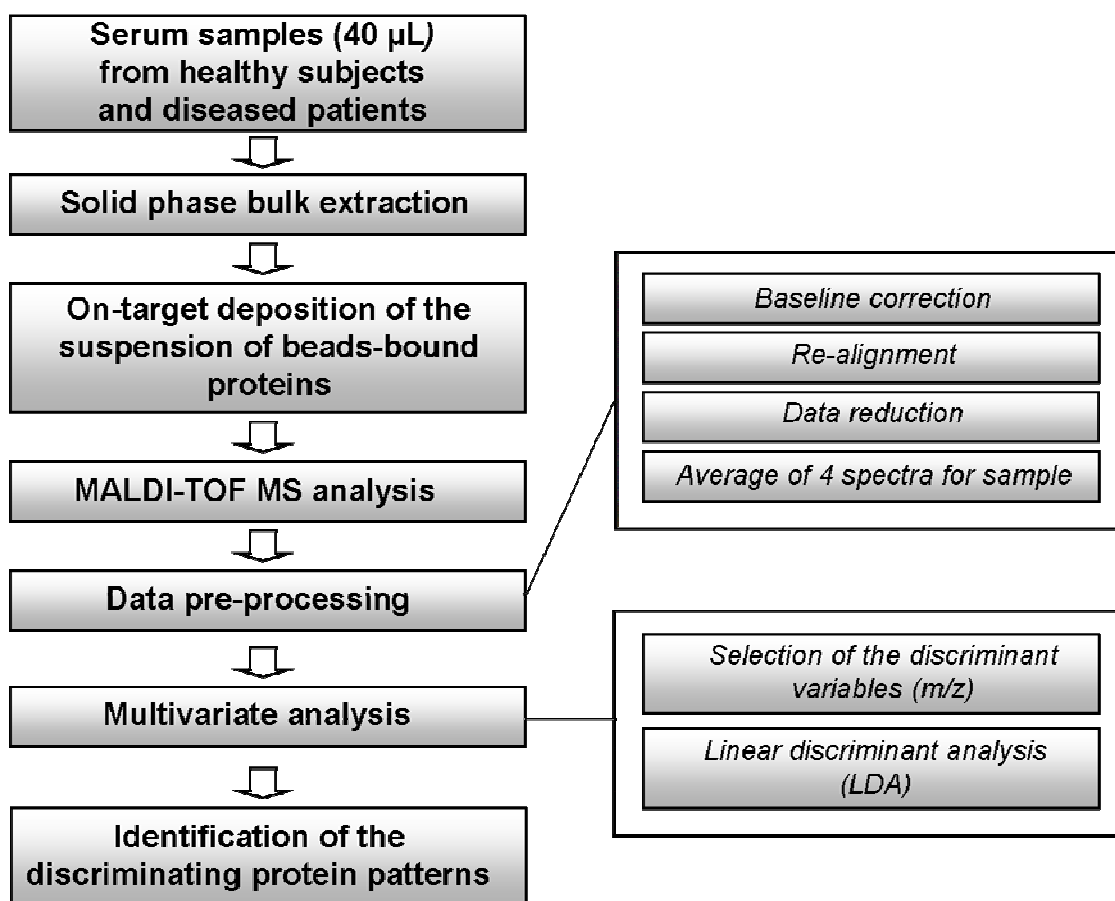 Serum samples (40 µL)
from healthy subjects
and diseased patients
Solid phase bulk extraction
On-target deposition of the
suspension of beads-bound
proteins
MALDI-TOF MS analysis
Data pre-processing
Multivariate analysis
Identification of the
discriminating protein patterns
Baseline correction
Re-alignment
Data reduction
Average of 4 spectra for sample
Selection of the discriminant
variables (m/z)
Linear discriminant analysis
(LDA)